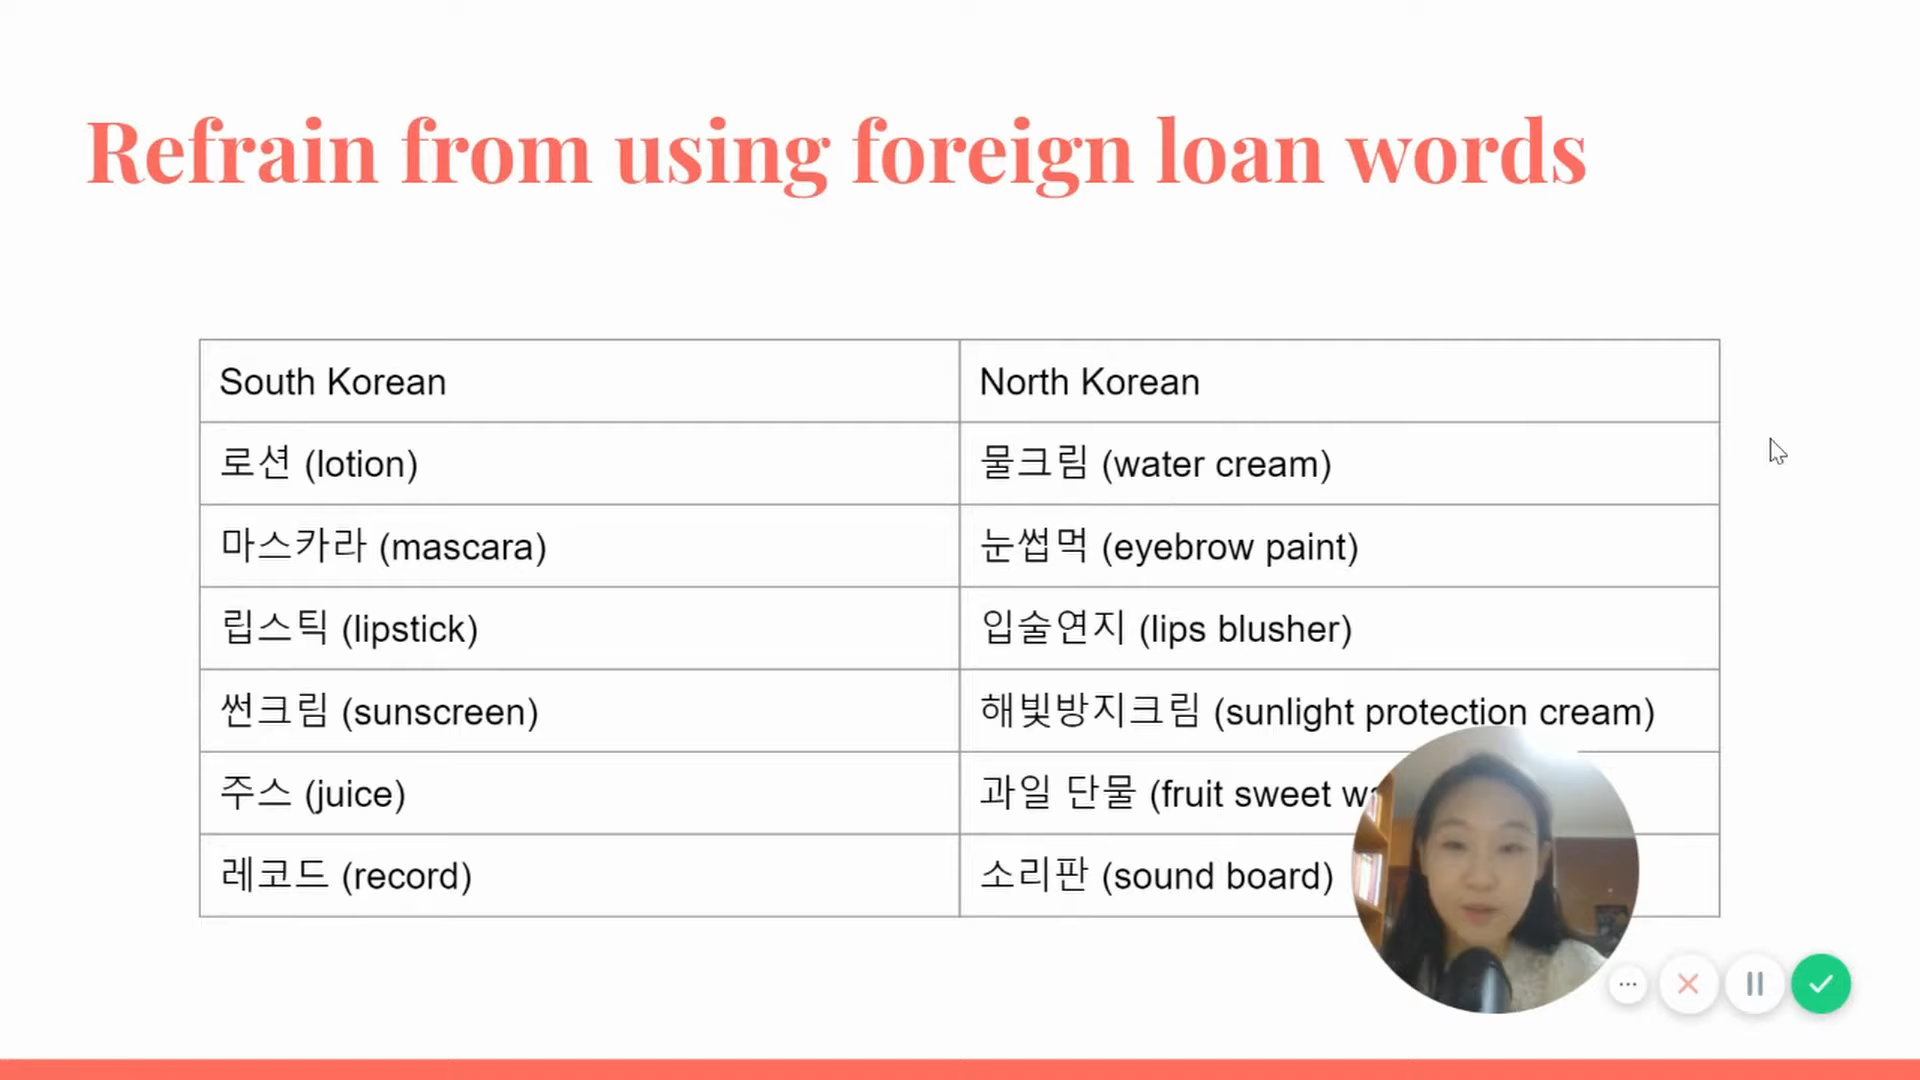 Refrain from using foreign loan words
South Korean
North Korean
로션 (lotion)
물크림 (water cream)
마스카라 (mascara)
눈썹먹 (eyebrow paint)
립스틱 (lipstick)
입술연지 (lips blusher)
썬크림 (sunscreen)
해빛방지크림 (sunlight protection cream)
주스 (juice)
과일 단물 (fruit sweet
레코드 (record)
소리판 (sound board)